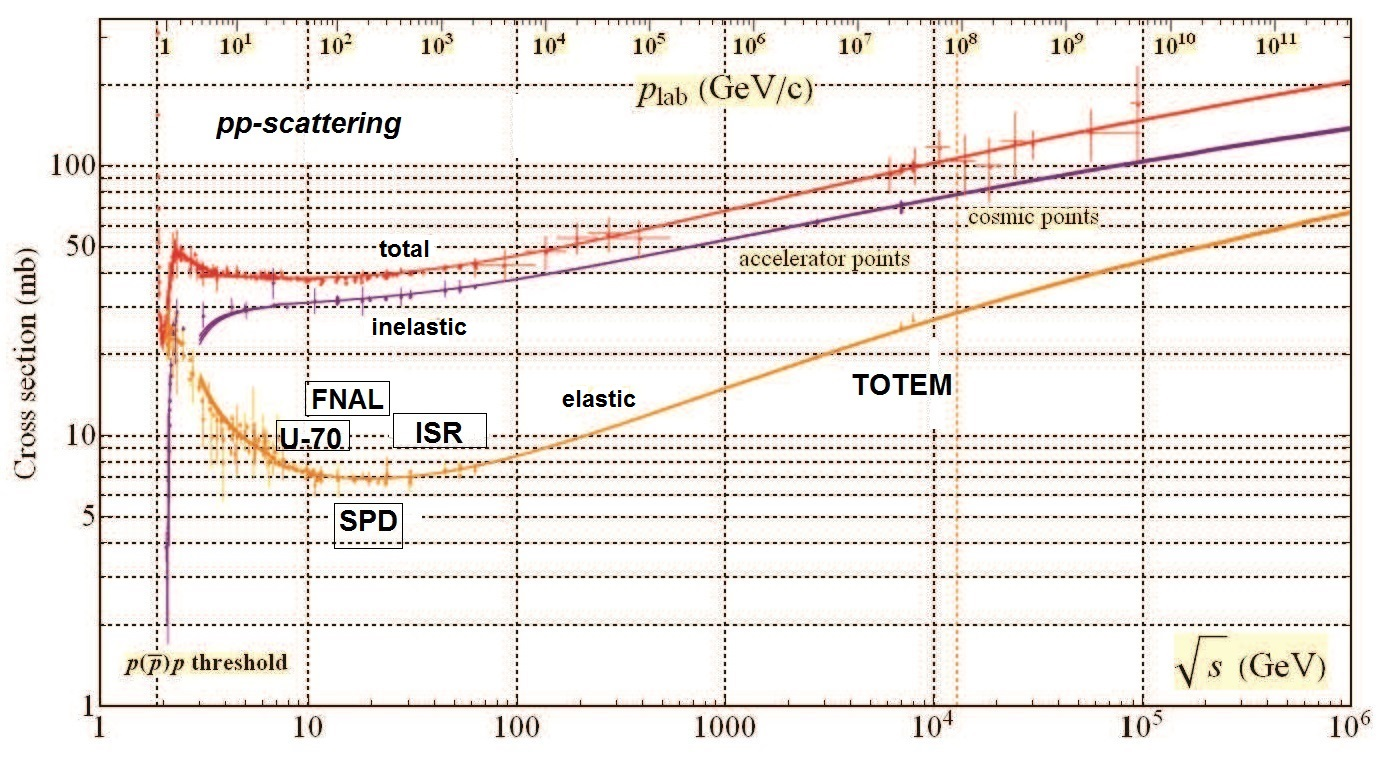 1 10¹ 10² 10³ 10⁴ 10⁵ 10⁶ 10⁷ 10⁸ 10⁹ 10¹⁰ 10¹¹
p_lab (GeV/c)
pp-scattering
100
cosmic points
total
50
accelerator points
inelastic
TOTEM
FNAL
elastic
U-70
ISR
10
Cross section (mb)
5
SPD
p(p̅)p threshold
√s (GeV)
1
1 10 100 1000 10⁴ 10⁵ 10⁶